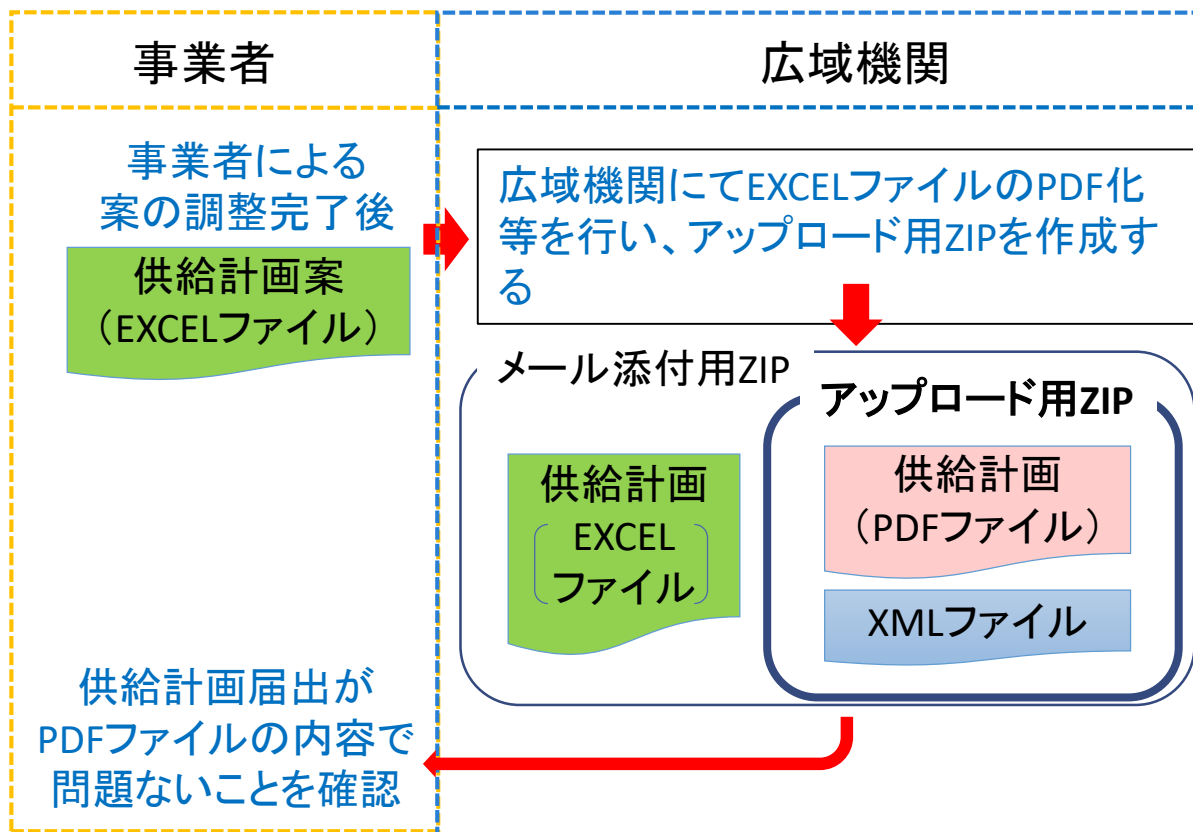 事業者
広域機関
事業者による
案の調整完了後
供給計画案
（EXCELファイル）
広域機関にてEXCELファイルのPDF化
等を行い、アップロード用ZIPを作成す
る
メール添付用ZIP
アップロード用ZIP
供給計画
EXCEL
ファイル
供給計画
（PDFファイル）
XMLファイル
供給計画届出が
PDFファイルの内容で
問題ないことを確認